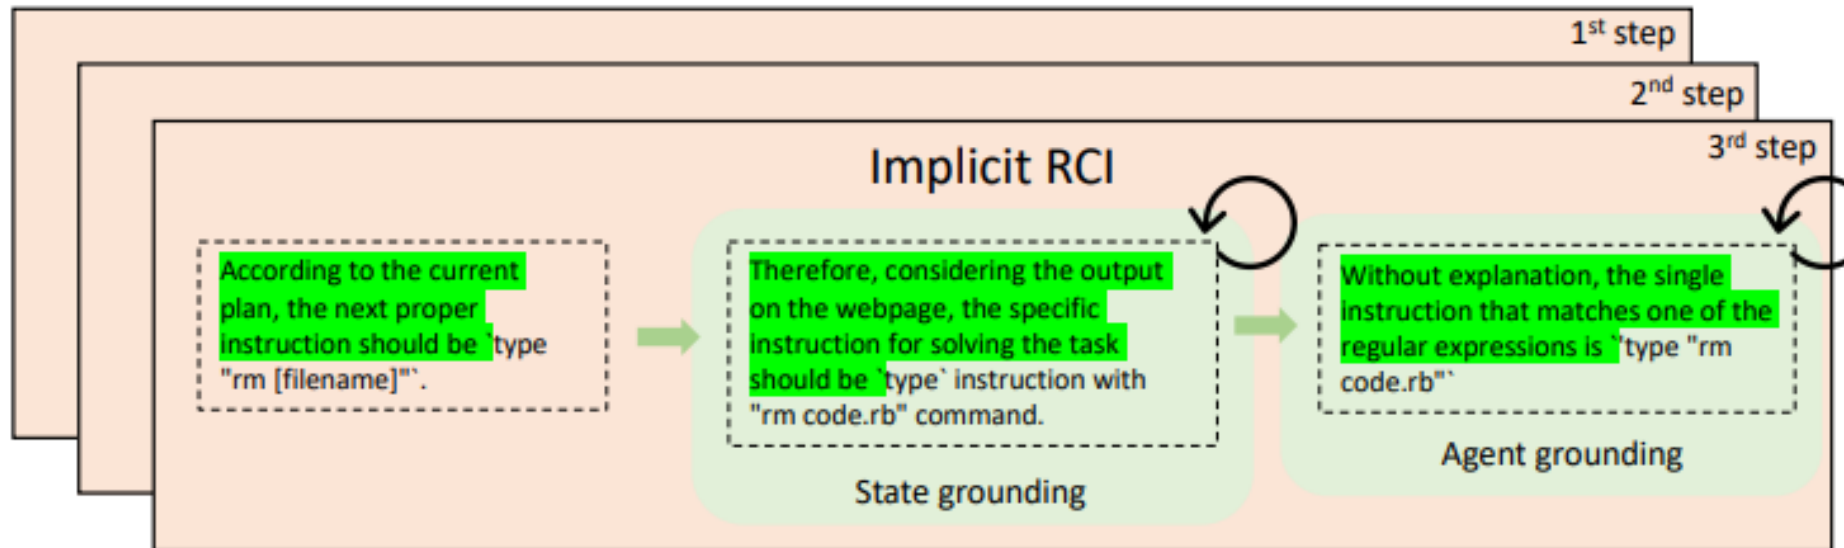 1st step
2nd step
3rd step
Implicit RCI
According to the current
plan, the next proper
instruction should be `type
"rm [filename]"`.
Therefore, considering the output
on the webpage, the specific
instruction for solving the task
should be `type` instruction with
"rm code.rb" command.
State grounding
Without explanation, the single
instruction that matches one of the
regular expressions is `'type "rm
code.rb"`
Agent grounding